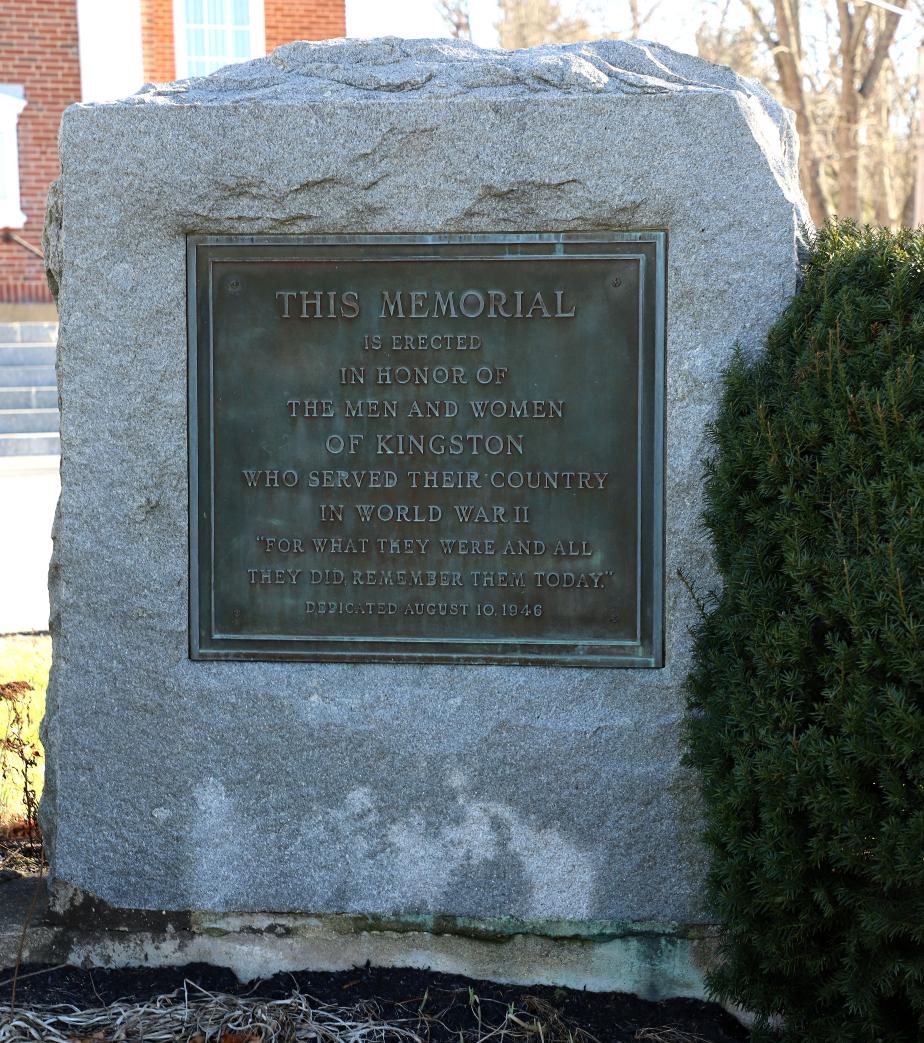 THIS MEMORIAL
IS ERECTED
IN HONOR OF
THE MEN AND WOMEN
OF KINGSTON
WHO SERVED THEIR COUNTRY
IN WORLD WAR II
"FOR WHAT THEY WERE AND ALL
THEY DID, REMEMBER THEM TODAY."
DEDICATED AUGUST 10, 1946